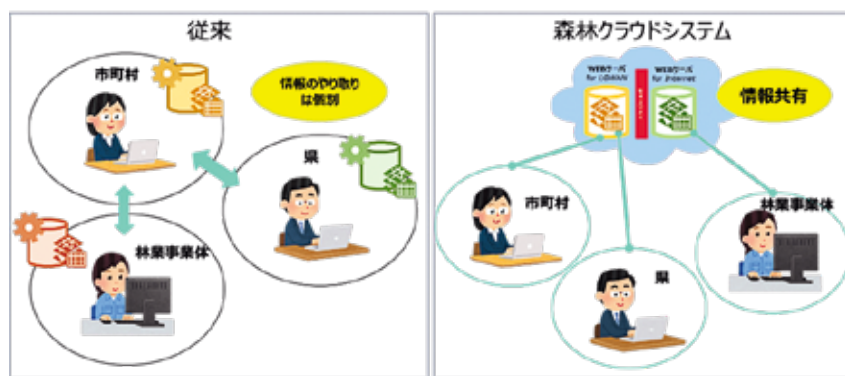 従来
市町村
情報のやり取り
は個別
県
林業事業体
森林クラウドシステム
WEBサーバ
for LGWAN
WEBサーバ
for Internet
情報共有
市町村
林業事業体
県